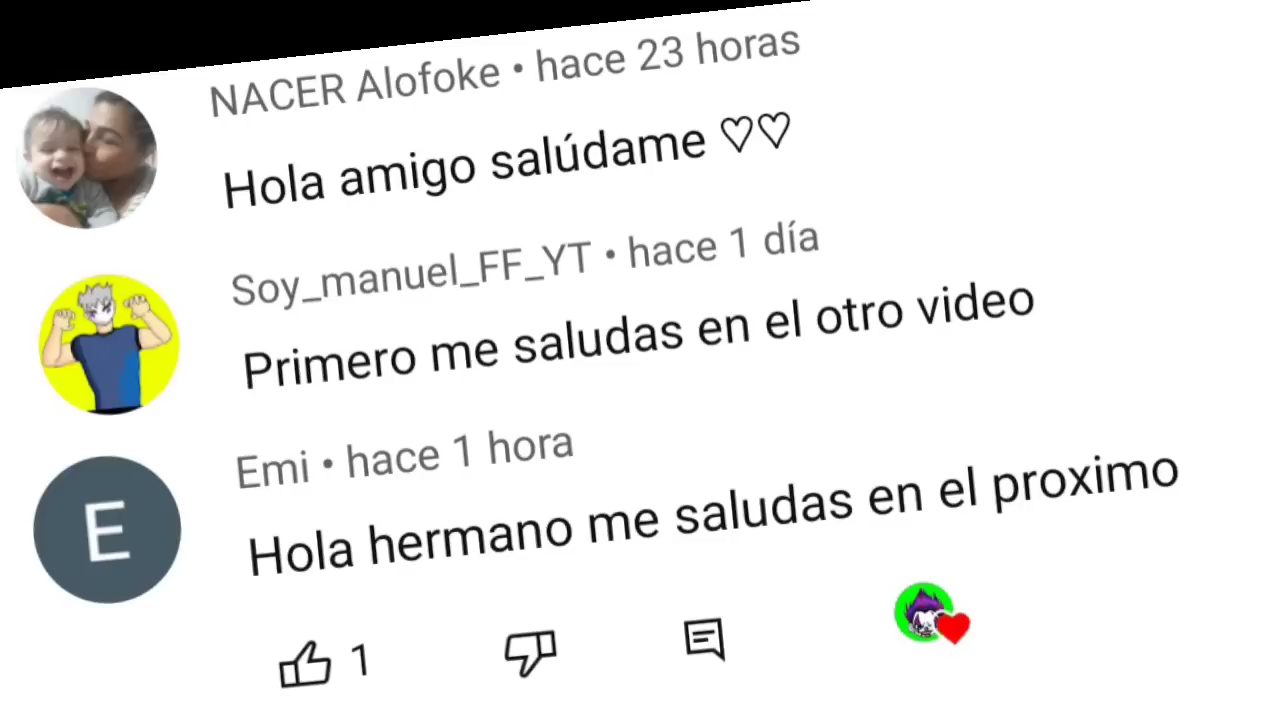 NACER Alofoke • hace 23 horas
Hola amigo salúdame ♡♡
Soy_manuel_FF_YT • hace 1 día
Primero me saludas en el otro video
Emi • hace 1 hora
E
Hola hermano me saludas en el proximo
1